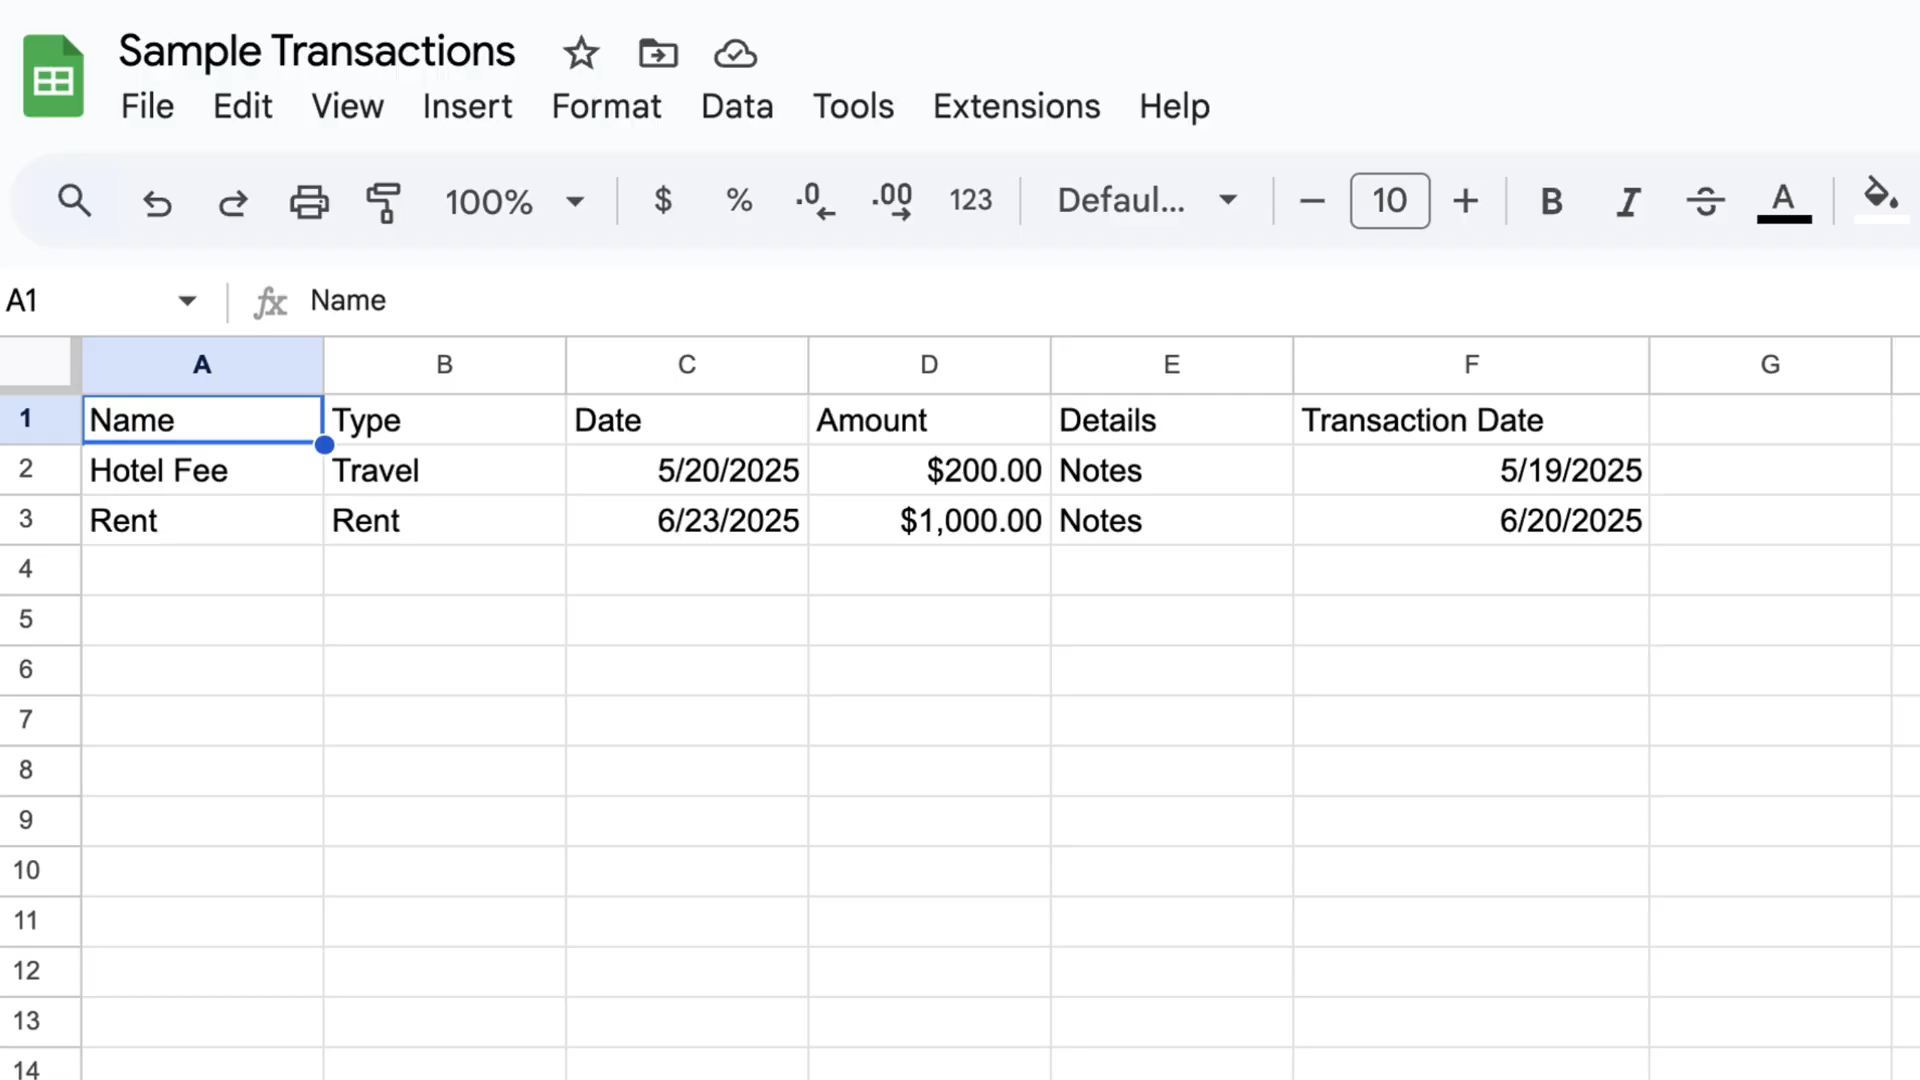 Sample Transactions
File Edit View Insert Format Data Tools Extensions Help
100% $ % .0 .00 123 Defaul... 10 B I S A
A1 fx Name
A B C D E F G
1 Name Type Date Amount Details Transaction Date
2 Hotel Fee Travel 5/20/2025 $200.00 Notes 5/19/2025
3 Rent Rent 6/23/2025 $1,000.00 Notes 6/20/2025
4
5
6
7
8
9
10
11
12
13
14